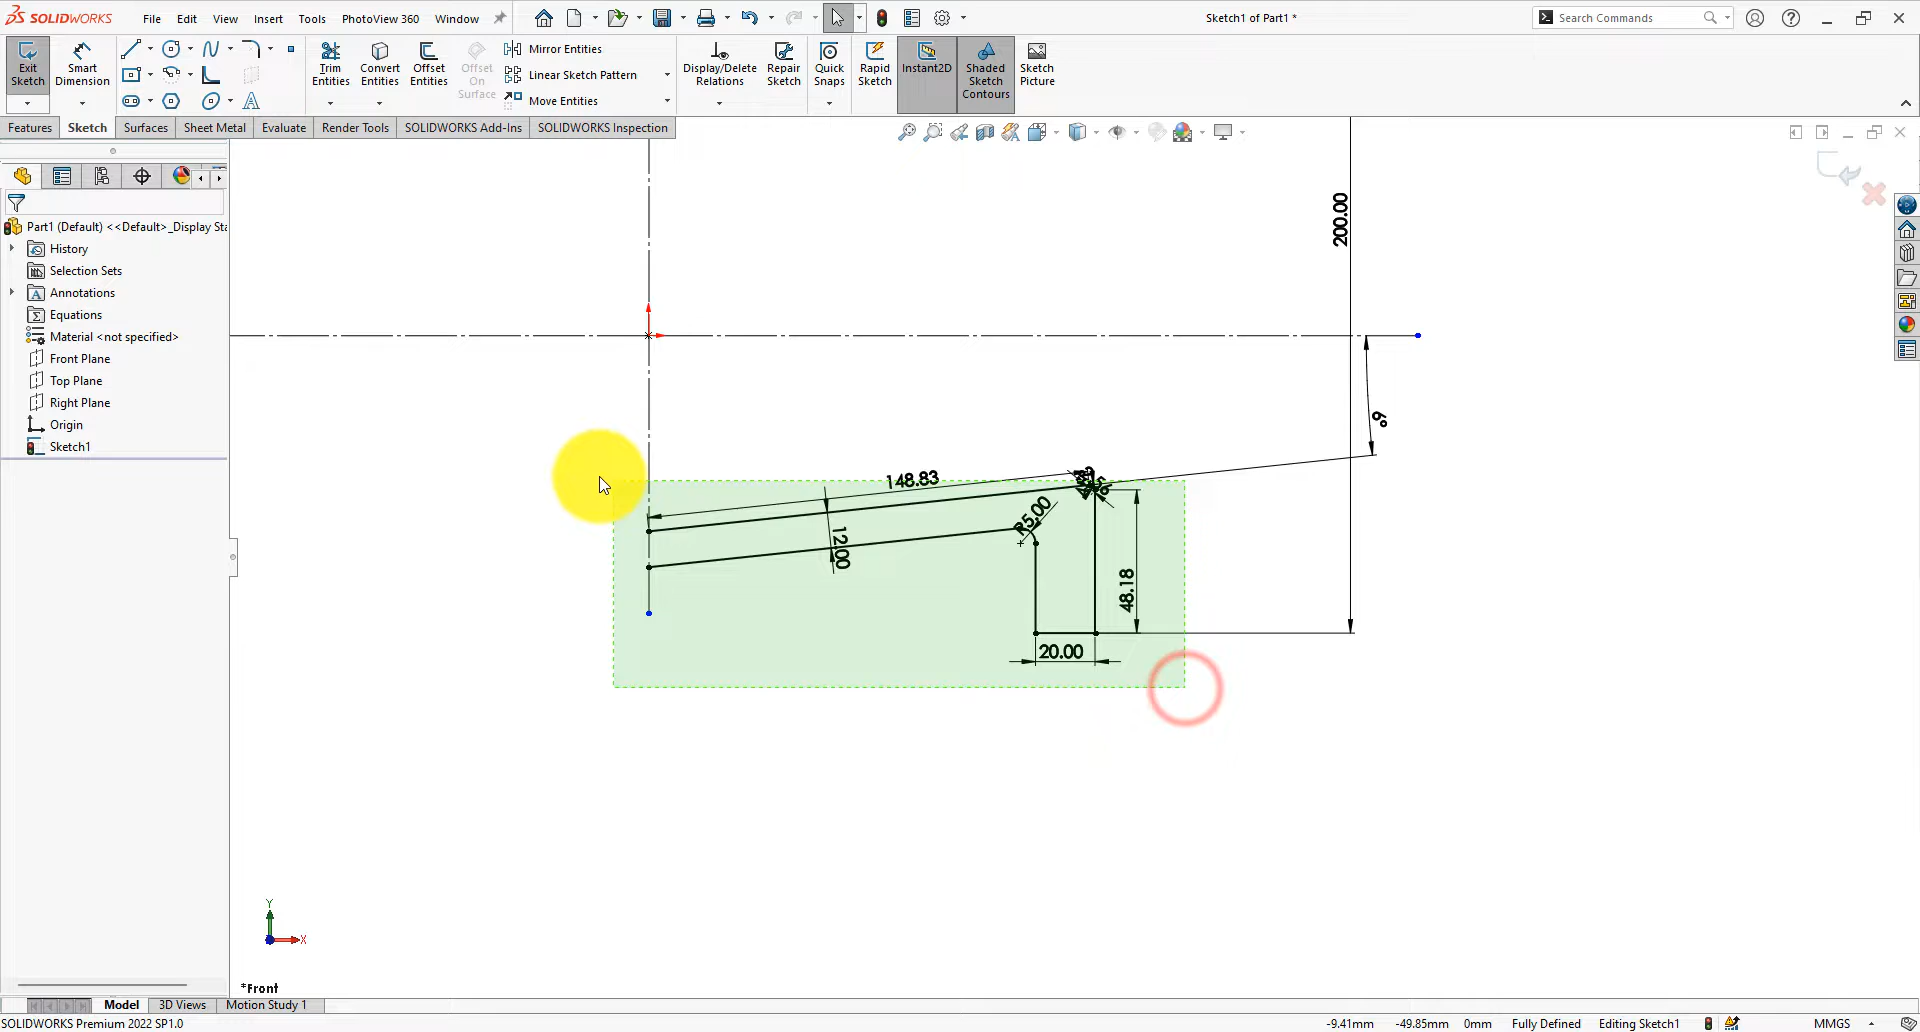 SOLIDWORKS File Edit View Insert Tools PhotoView 360 Window Sketch1 of Part1 * Search Commands
Exit Sketch
Smart Dimension
Trim Entities
Convert Entities
Offset Entities
Offset On Surface
Mirror Entities
Linear Sketch Pattern
Move Entities
Display/Delete Relations
Repair Sketch
Quick Snaps
Rapid Sketch
Instant2D
Shaded Sketch Contours
Sketch Picture
Features Sketch Surfaces Sheet Metal Evaluate Render Tools SOLIDWORKS Add-Ins SOLIDWORKS Inspection
Part1 (Default) <<Default>_Display Sta
History
Selection Sets
Annotations
Equations
Material <not specified>
Front Plane
Top Plane
Right Plane
Origin
Sketch1
200.00
6°
148.83
R5.00
12.00
48.18
20.00
Y
X
*Front
Model 3D Views Motion Study 1
SOLIDWORKS Premium 2022 SP1.0 -9.41mm -49.85mm 0mm Fully Defined Editing Sketch1 MMGS